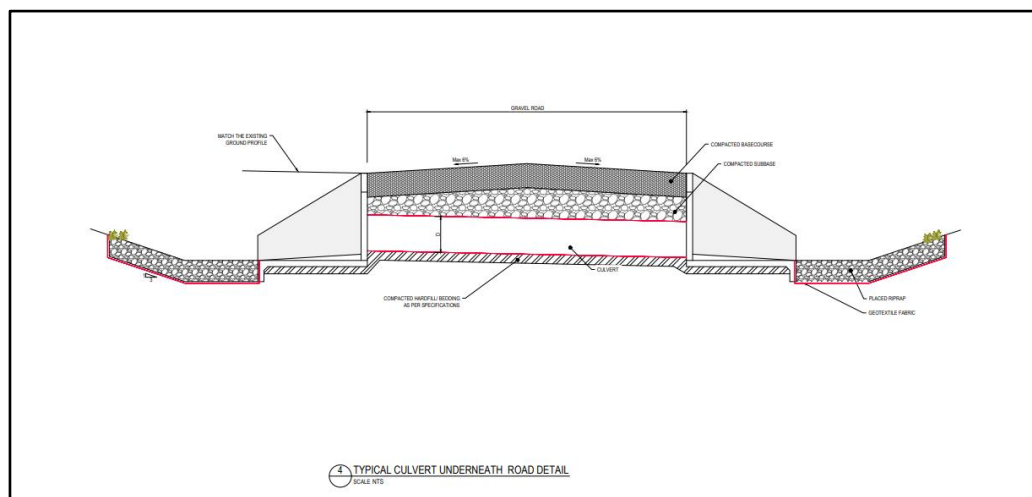 GRAVEL ROAD
MATCH THE EXISTING
GROUND PROFILE
Max 6%
Max 6%
COMPACTED BASECOURSE
COMPACTED SUBBASE
D
CULVERT
COMPACTED HARDFILL/ BEDDING
AS PER SPECIFICATIONS
PLACED RIPRAP
GEOTEXTILE FABRIC
4
TYPICAL CULVERT UNDERNEATH ROAD DETAIL
SCALE NTS